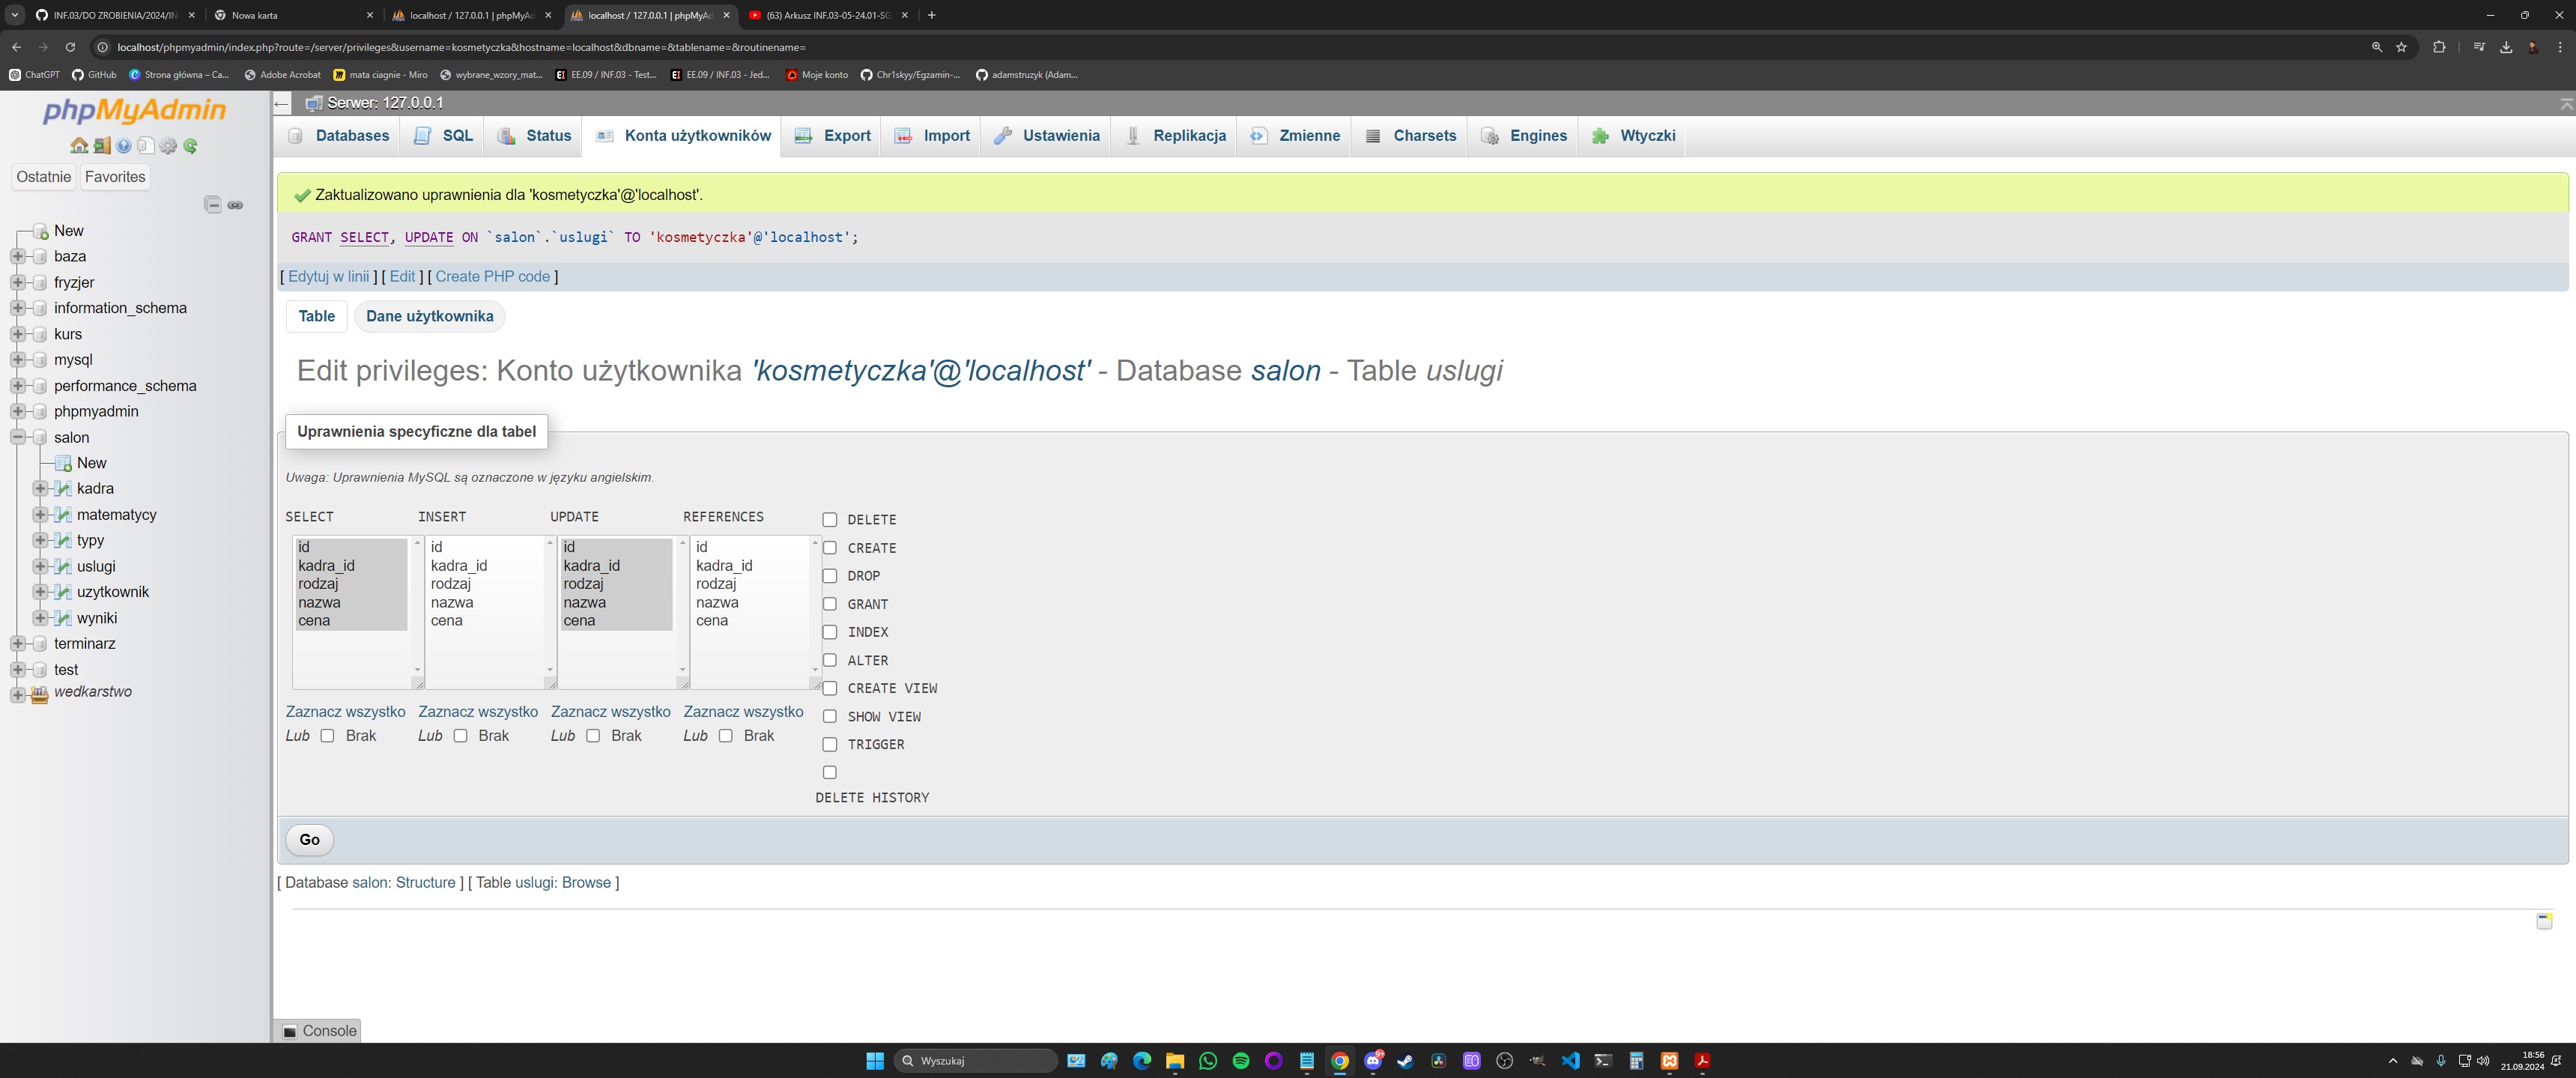 INF.03/DO ZROBIENIA/2024/IN
Nowa karta
localhost / 127.0.0.1 | phpMyAd
localhost / 127.0.0.1 | phpMyAd
(63) Arkusz INF.03-05-24.01-SG
localhost/phpmyadmin/index.php?route=/server/privileges&username=kosmetyczka&hostname=localhost&dbname=&tablename=&routinename=
ChatGPT
GitHub
Strona główna – Ca...
Adobe Acrobat
mata ciagnie - Miro
wybrane_wzory_mat...
EE.09 / INF.03 - Test...
EE.09 / INF.03 - Jed...
Moje konto
Chr1skyy/Egzamin-...
adamstruzyk (Adam...
phpMyAdmin
Ostatnie
Favorites
New
baza
fryzjer
information_schema
kurs
mysql
performance_schema
phpmyadmin
salon
New
kadra
matematycy
typy
uslugi
uzytkownik
wyniki
terminarz
test
wedkarstwo
Serwer: 127.0.0.1
Databases
SQL
Status
Konta użytkowników
Export
Import
Ustawienia
Replikacja
Zmienne
Charsets
Engines
Wtyczki
Zaktualizowano uprawnienia dla 'kosmetyczka'@'localhost'.
GRANT SELECT, UPDATE ON `salon`.`uslugi` TO 'kosmetyczka'@'localhost';
[ Edytuj w linii ] [ Edit ] [ Create PHP code ]
Table
Dane użytkownika
Edit privileges: Konto użytkownika 'kosmetyczka'@'localhost' - Database salon - Table uslugi
Uprawnienia specyficzne dla tabel
Uwaga: Uprawnienia MySQL są oznaczone w języku angielskim.
SELECT
id
kadra_id
rodzaj
nazwa
cena
Zaznacz wszystko
Lub Brak
INSERT
id
kadra_id
rodzaj
nazwa
cena
Zaznacz wszystko
Lub Brak
UPDATE
id
kadra_id
rodzaj
nazwa
cena
Zaznacz wszystko
Lub Brak
REFERENCES
id
kadra_id
rodzaj
nazwa
cena
Zaznacz wszystko
Lub Brak
DELETE
CREATE
DROP
GRANT
INDEX
ALTER
CREATE VIEW
SHOW VIEW
TRIGGER
DELETE HISTORY
Go
[ Database salon: Structure ] [ Table uslugi: Browse ]
Console
Wyszukaj
18:56
21.09.2024